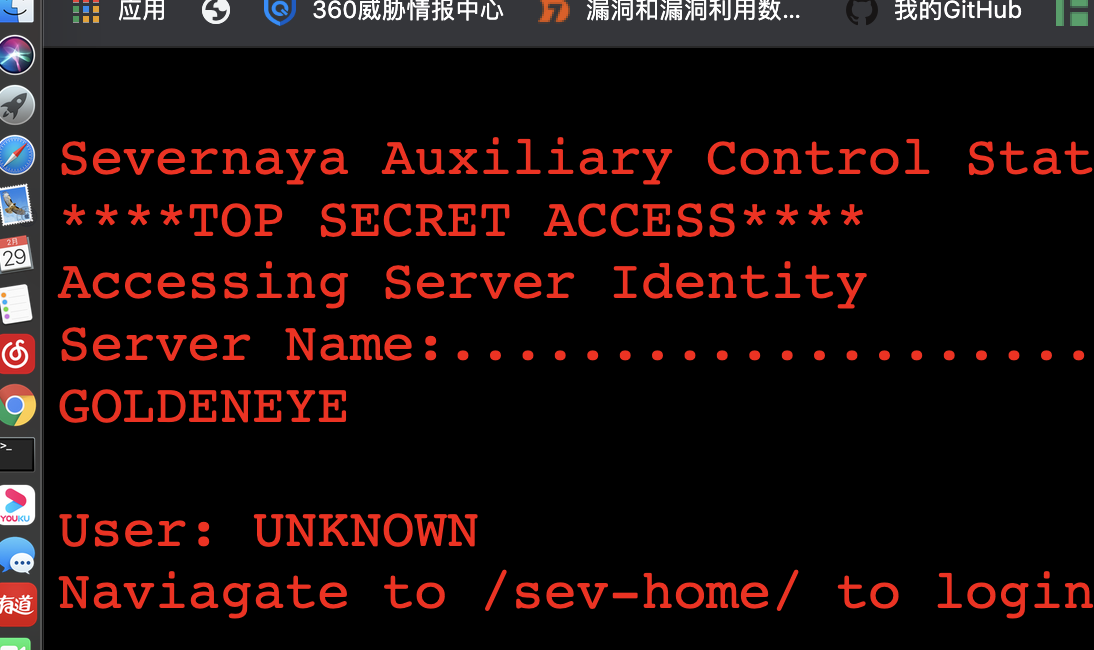 应用 360威胁情报中心 漏洞和漏洞利用数... 我的GitHub
Severnaya Auxiliary Control Stat
****TOP SECRET ACCESS****
2月
29
Accessing Server Identity
Server Name:....................
GOLDENEYE
>_
YOUKU
User: UNKNOWN
Naviagate to /sev-home/ to login
有道